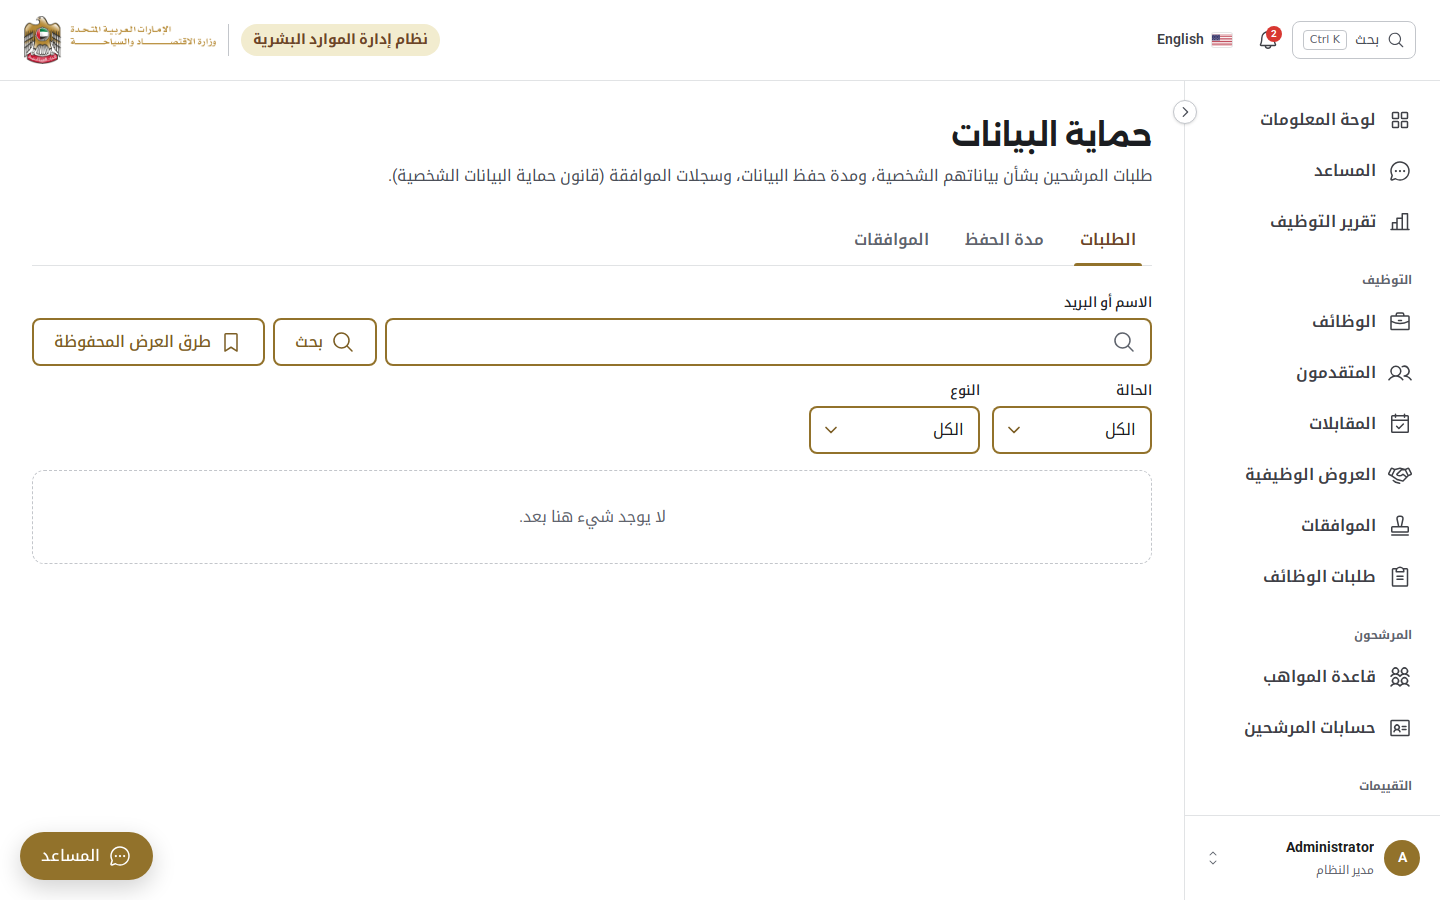 الإمارات العربية المتحدة
وزارة الاقتصاد والسياحة
نظام إدارة الموارد البشرية
English
2
بحث
Ctrl K
لوحة المعلومات
المساعد
تقرير التوظيف
التوظيف
الوظائف
المتقدمون
المقابلات
العروض الوظيفية
الموافقات
طلبات الوظائف
المرشحون
قاعدة المواهب
حسابات المرشحين
التقييمات
A
Administrator
مدير النظام
حماية البيانات
طلبات المرشحين بشأن بياناتهم الشخصية، ومدة حفظ البيانات، وسجلات الموافقة (قانون حماية البيانات الشخصية).
الطلبات
مدة الحفظ
الموافقات
الاسم أو البريد
بحث
طرق العرض المحفوظة
الحالة
النوع
الكل
الكل
لا يوجد شيء هنا بعد.
المساعد